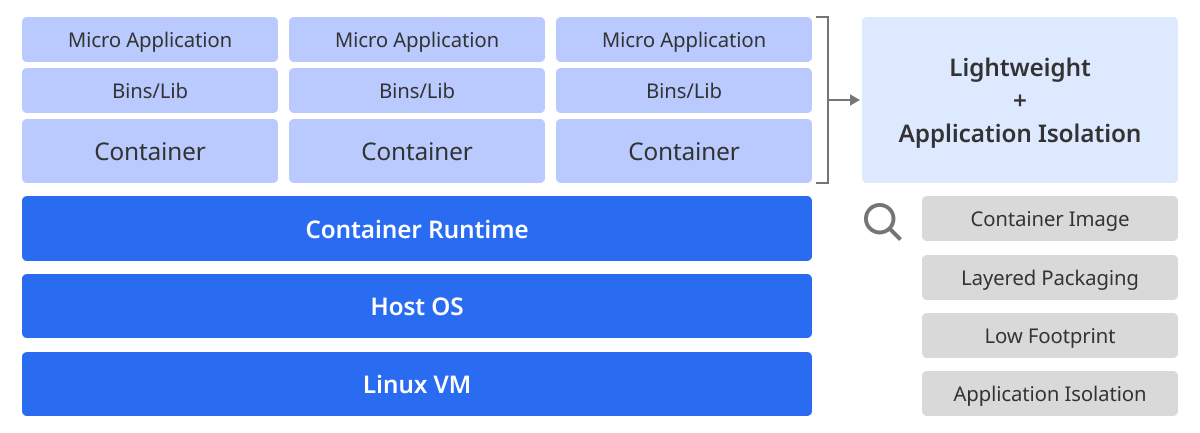 Micro Application
Micro Application
Micro Application
Bins/Lib
Bins/Lib
Bins/Lib
Container
Container
Container
Container Runtime
Host OS
Linux VM
Lightweight
+
Application Isolation
Container Image
Layered Packaging
Low Footprint
Application Isolation